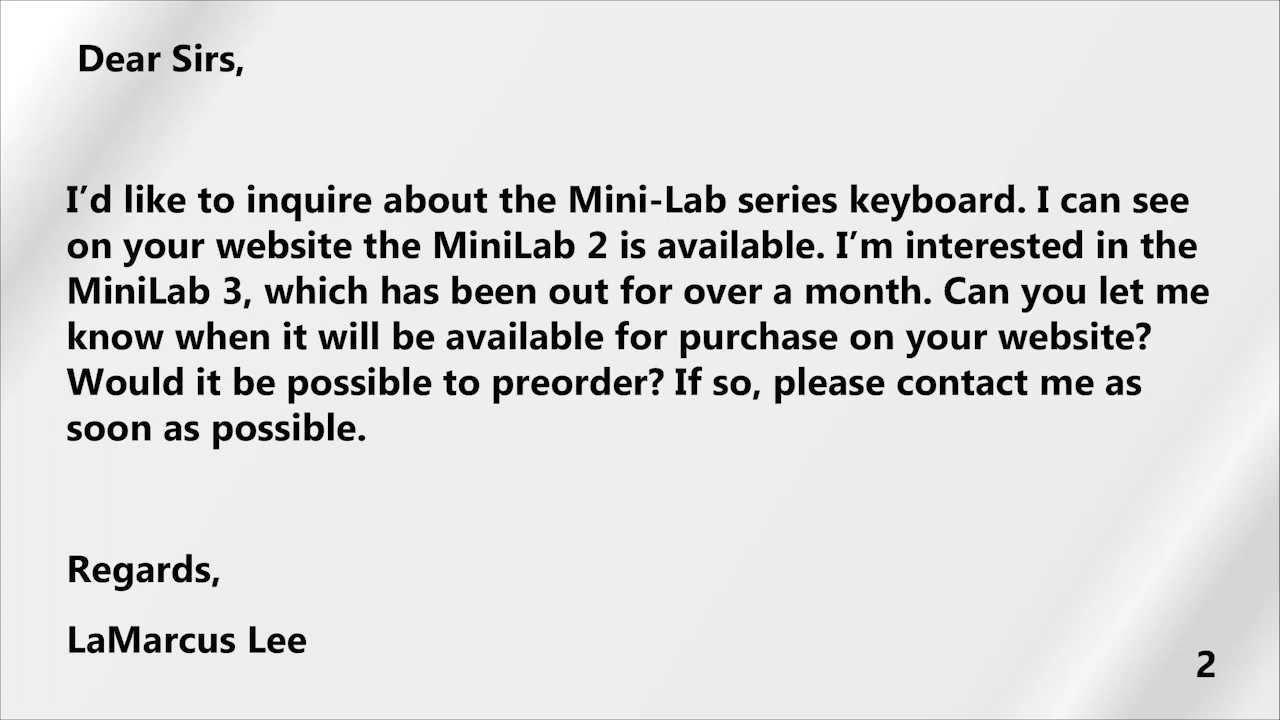 Dear Sirs,
I’d like to inquire about the Mini-Lab series keyboard. I can see
on your website the MiniLab 2 is available. I’m interested in the
MiniLab 3, which has been out for over a month. Can you let me
know when it will be available for purchase on your website?
Would it be possible to preorder? If so, please contact me as
soon as possible.
Regards,
LaMarcus Lee
2